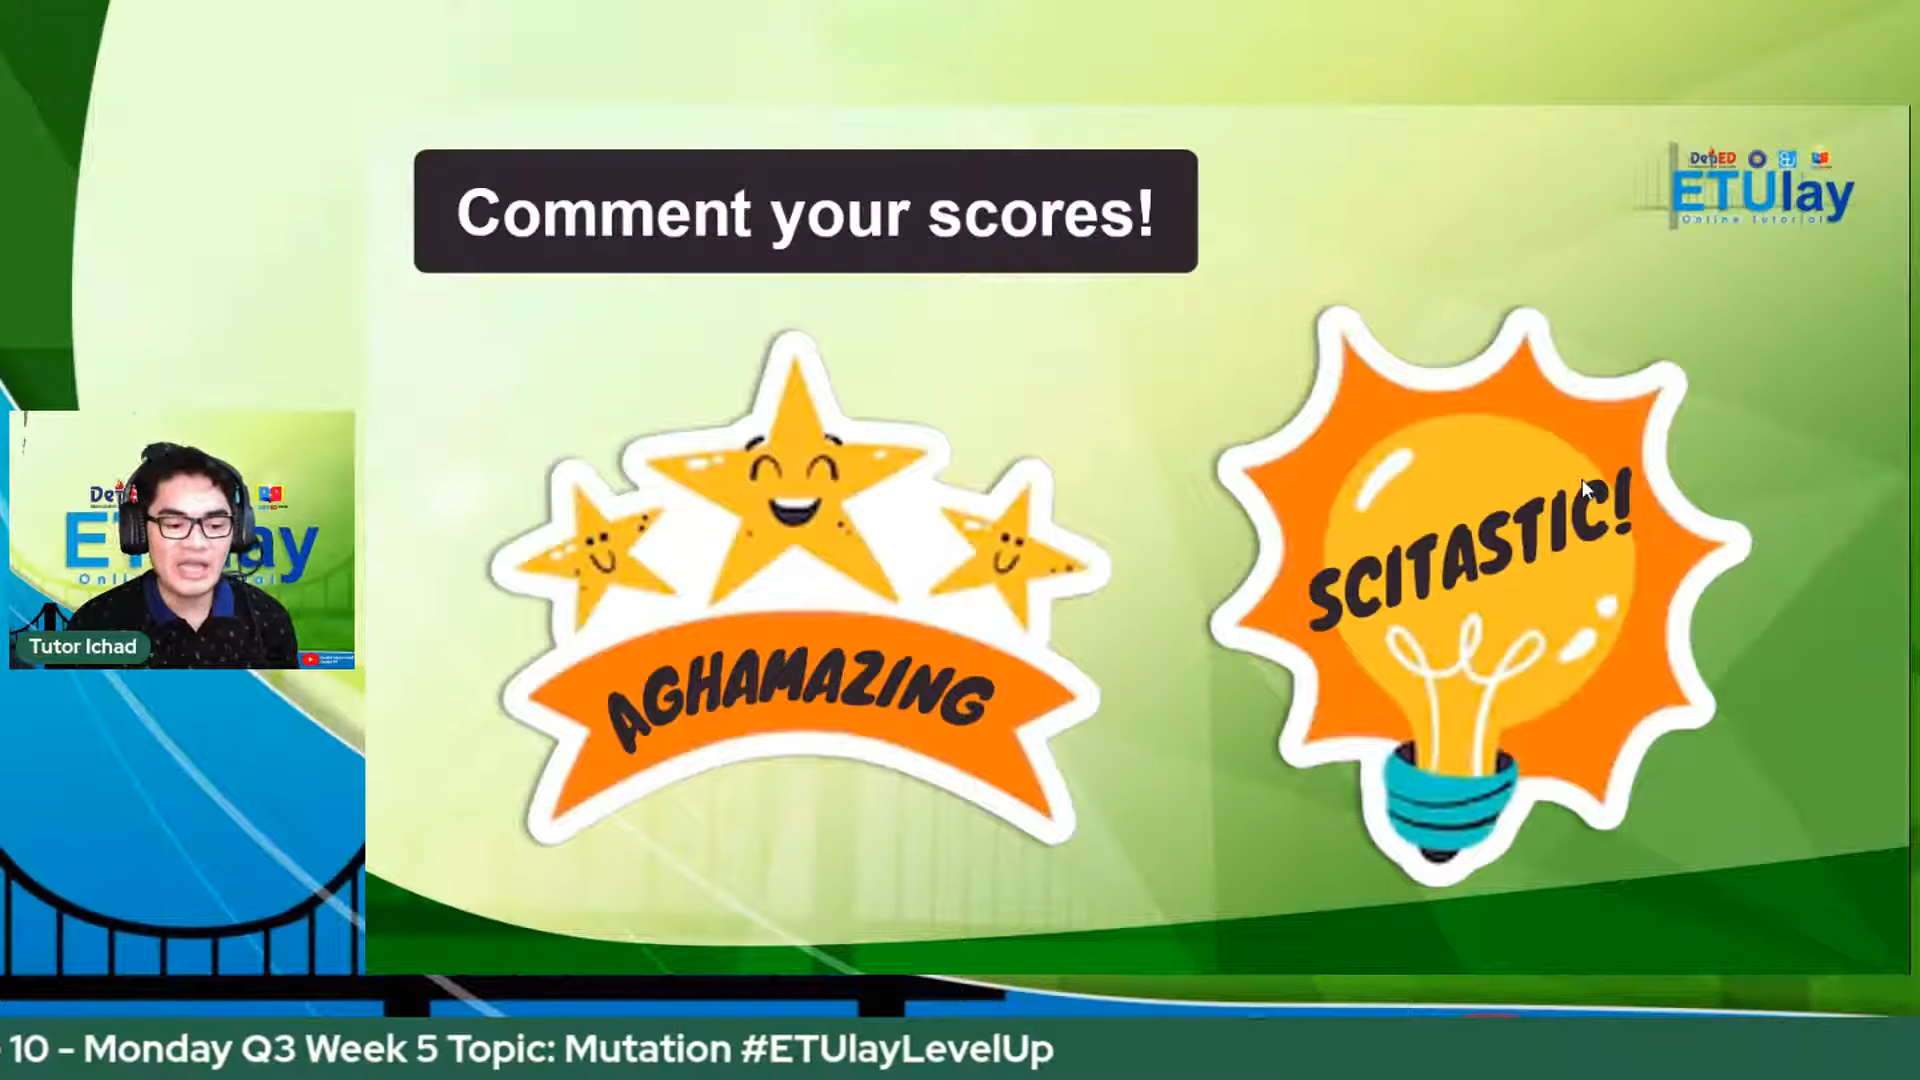 Comment your scores!
DepED
ETUlay
Online Tutorial
AGHAMAZING
SCITASTIC!
Tutor Ichad
10 - Monday Q3 Week 5 Topic: Mutation #ETUlayLevelUp